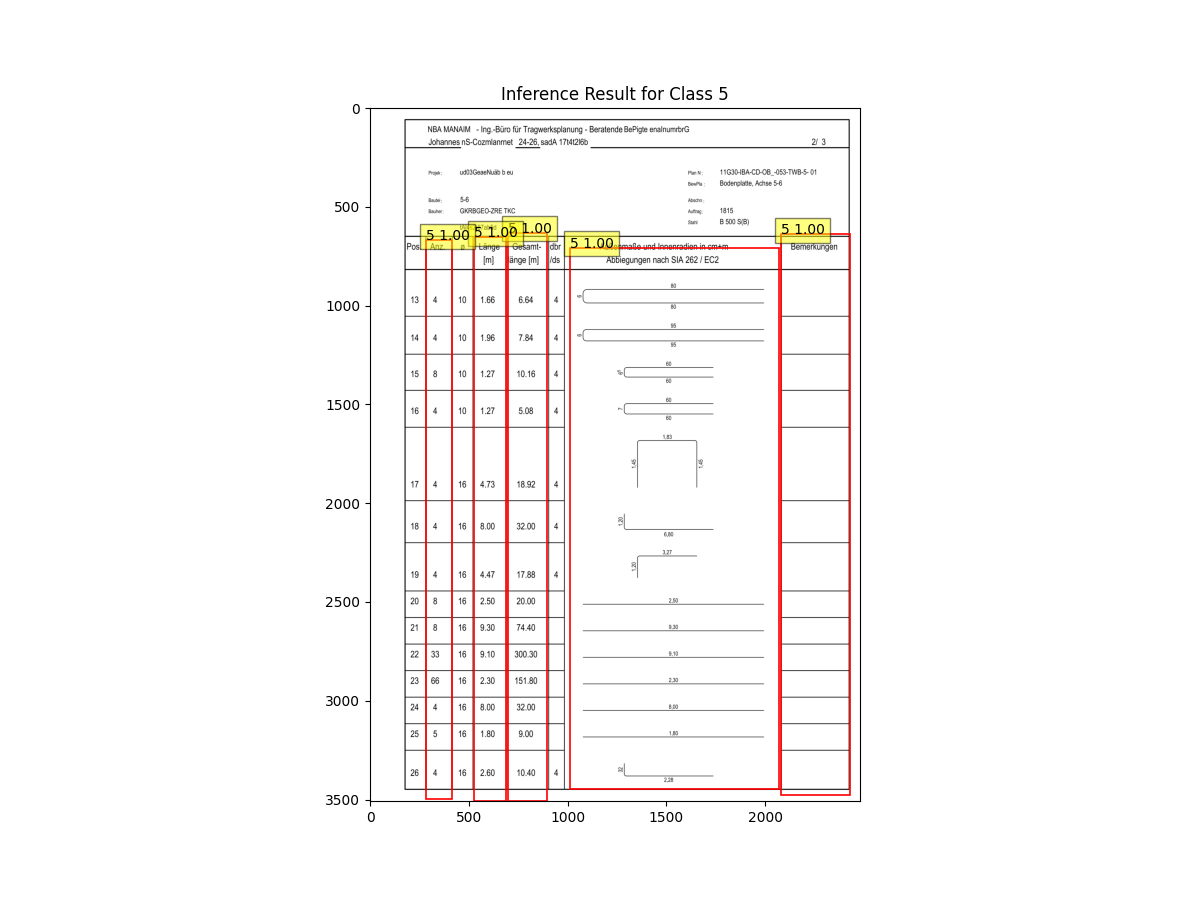 Inference Result for Class 5
NBA MANAIM - Ing.-Büro für Tragwerksplanung - Beratende BePigte enalnumrbrG
Johannes nS-Cozmlanrnet 24-26, sadA 17t4t2l6b 2/ 3
Projek: ud03GeaeNuäb b eu Plan N: 11G30-IBA-CD-OB_-053-TWB-5- 01
BewPla: Bodenplatte, Achse 5-6
Bautei: 5-6 Abschn:
Bauher: GKRBGEO-ZRE TKC Auftrag: 1815
Stahl B 500 S(B)
5 1.00 5 1.00 5 1.00 5 1.00 5 1.00
Pos. Anz. ø Länge Gesamt- dbr und Innenradien in cm+m Bemerkungen
[m] länge [m] /ds Abbiegungen nach SIA 262 / EC2
80
13 4 10 1.66 6.64 4
80
95
14 4 10 1.96 7.84 4
95
60
15 8 10 1.27 10.16 4
60
60
16 4 10 1.27 5.08 4 7
60
1,83
1,45 1,45
17 4 16 4.73 18.92 4
18 4 16 8.00 32.00 4 1,20
6,80
3,27
1,20
19 4 16 4.47 17.88 4
20 8 16 2.50 20.00 2,50
21 8 16 9.30 74.40 9,30
22 33 16 9.10 300.30 9,10
23 66 16 2.30 151.80 2,30
24 4 16 8.00 32.00 8,00
25 5 16 1.80 9.00 1,80
26 4 16 2.60 10.40 4 32
2,28
0
500
1000
1500
2000
2500
3000
3500
0 500 1000 1500 2000